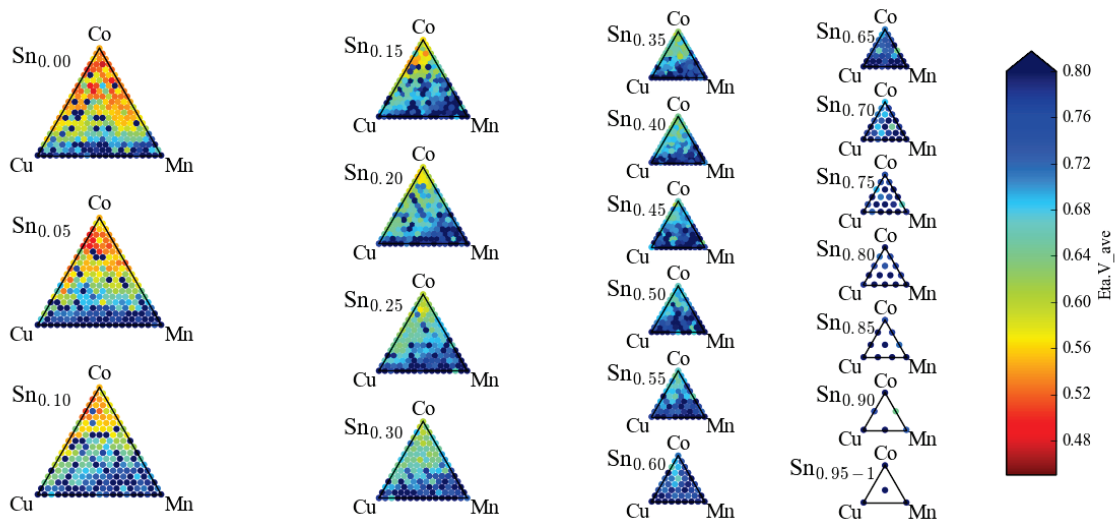 Co
Sn0.00
Cu
Mn
Co
Sn0.05
Cu
Mn
Co
Sn0.10
Cu
Mn
Co
Sn0.15
Cu
Mn
Co
Sn0.20
Cu
Mn
Co
Sn0.25
Cu
Mn
Co
Sn0.30
Cu
Mn
Co
Sn0.35
Cu
Mn
Co
Sn0.40
Cu
Mn
Co
Sn0.45
Cu
Mn
Co
Sn0.50
Cu
Mn
Co
Sn0.55
Cu
Mn
Co
Sn0.60
Cu
Mn
Co
Sn0.65
Cu
Mn
Co
Sn0.70
Cu
Mn
Co
Sn0.75
Cu
Mn
Co
Sn0.80
Cu
Mn
Co
Sn0.85
Cu
Mn
Co
Sn0.90
Cu
Mn
Co
Sn0.95−1
Cu
Mn
0.80
0.76
0.72
0.68
0.64
0.60
0.56
0.52
0.48
Eta.V_ave